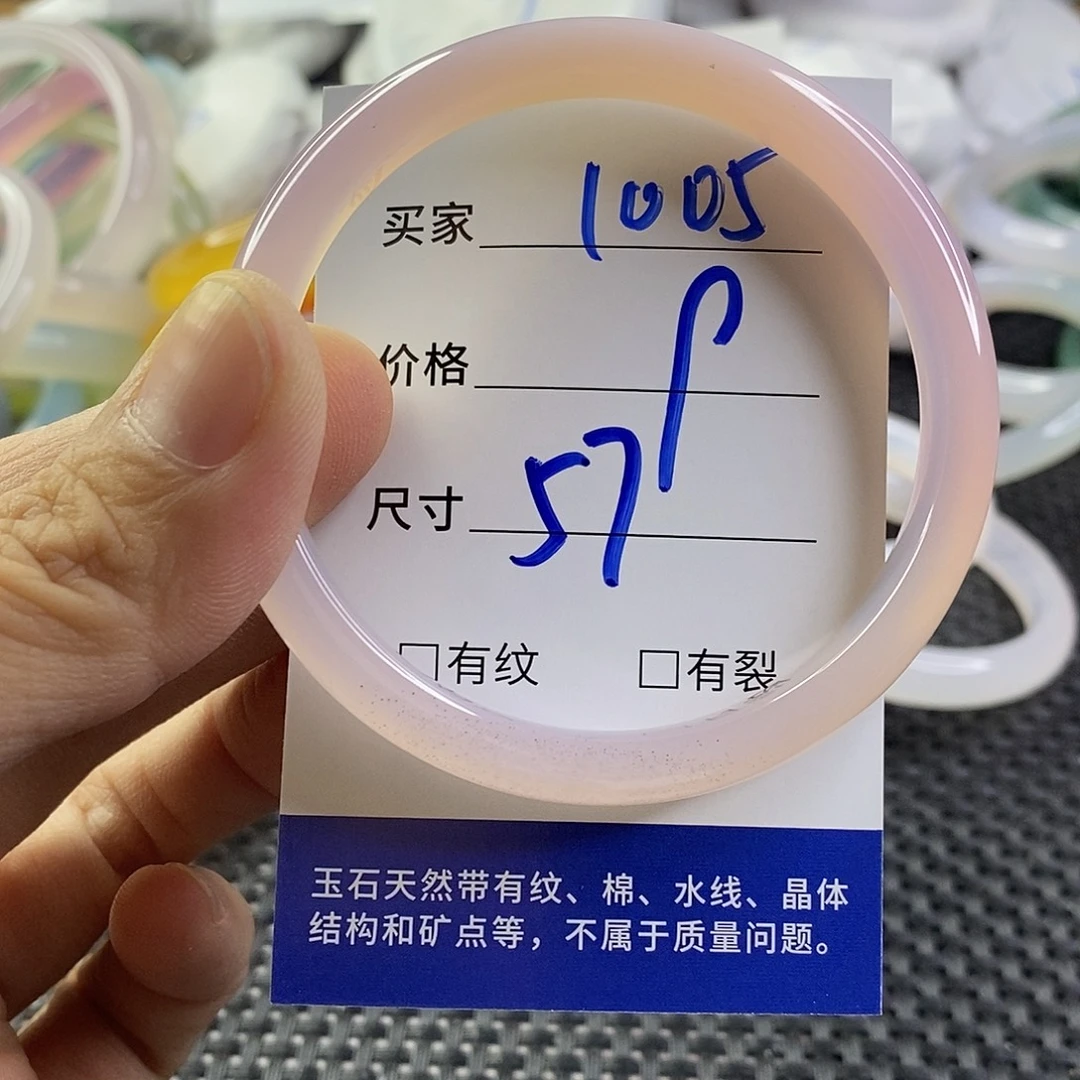 买家 1005
价格
尺寸 57
□有纹 □有裂
玉石天然带有纹、棉、水线、晶体
结构和矿点等，不属于质量问题。